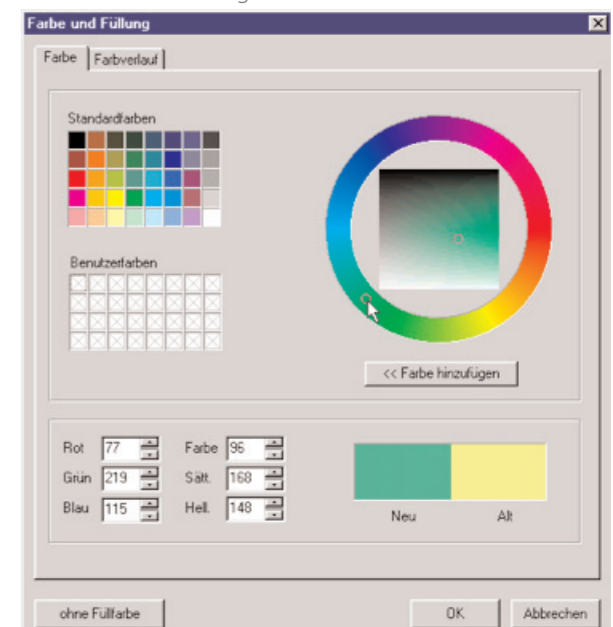 Farbe und Füllung
Farbe Farbverlauf
Standardfarben
Benutzerfarben
<< Farbe hinzufügen
Rot 77 Farbe 96
Grün 219 Sätt. 168
Blau 115 Hell. 148
Neu Alt
ohne Füllfarbe OK Abbrechen